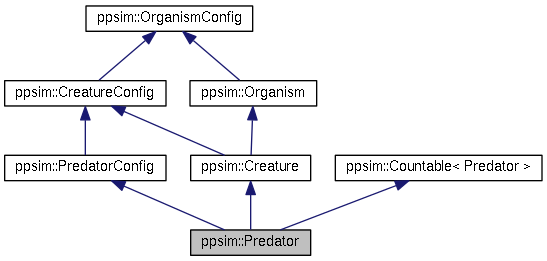 ppsim::OrganismConfig
ppsim::CreatureConfig
ppsim::Organism
ppsim::PredatorConfig
ppsim::Creature
ppsim::Countable< Predator >
ppsim::Predator